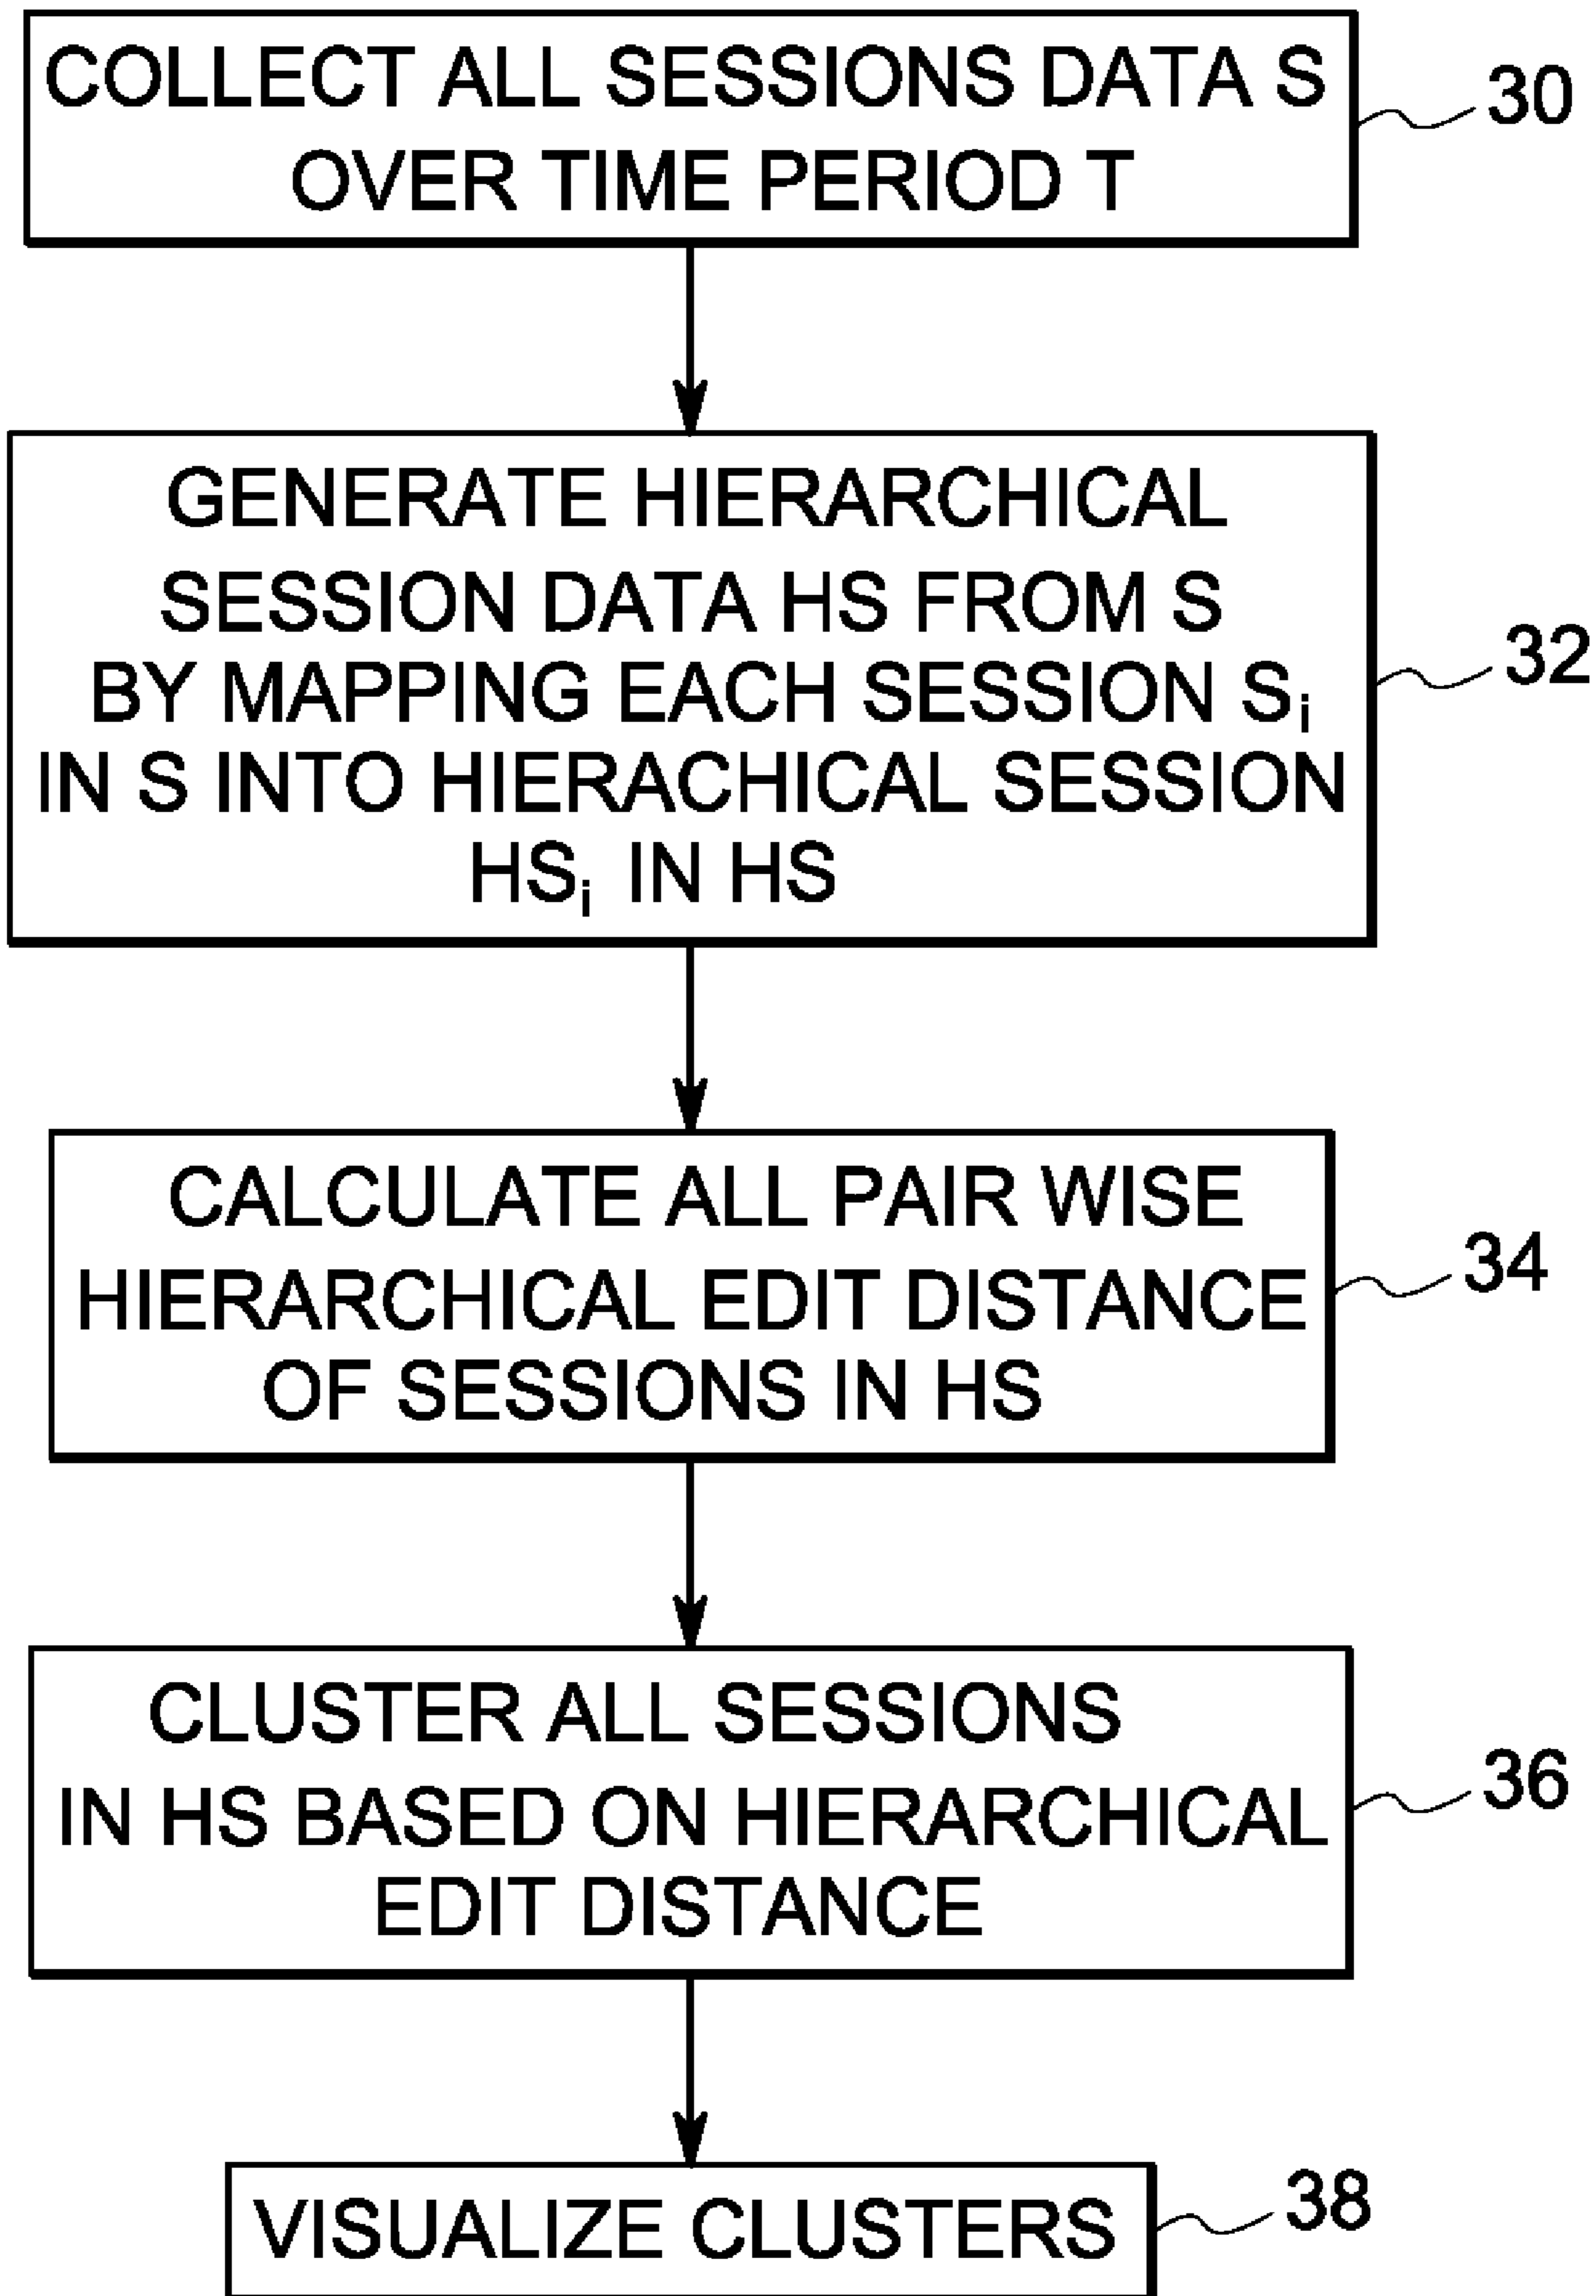 COLLECT ALL SESSIONS DATA S
OVER TIME PERIOD T
30
GENERATE HIERARCHICAL
SESSION DATA HS FROM S
BY MAPPING EACH SESSION Sᵢ
IN S INTO HIERACHICAL SESSION
HSᵢ IN HS
32
CALCULATE ALL PAIR WISE
HIERARCHICAL EDIT DISTANCE
OF SESSIONS IN HS
34
CLUSTER ALL SESSIONS
IN HS BASED ON HIERARCHICAL
EDIT DISTANCE
36
VISUALIZE CLUSTERS
38